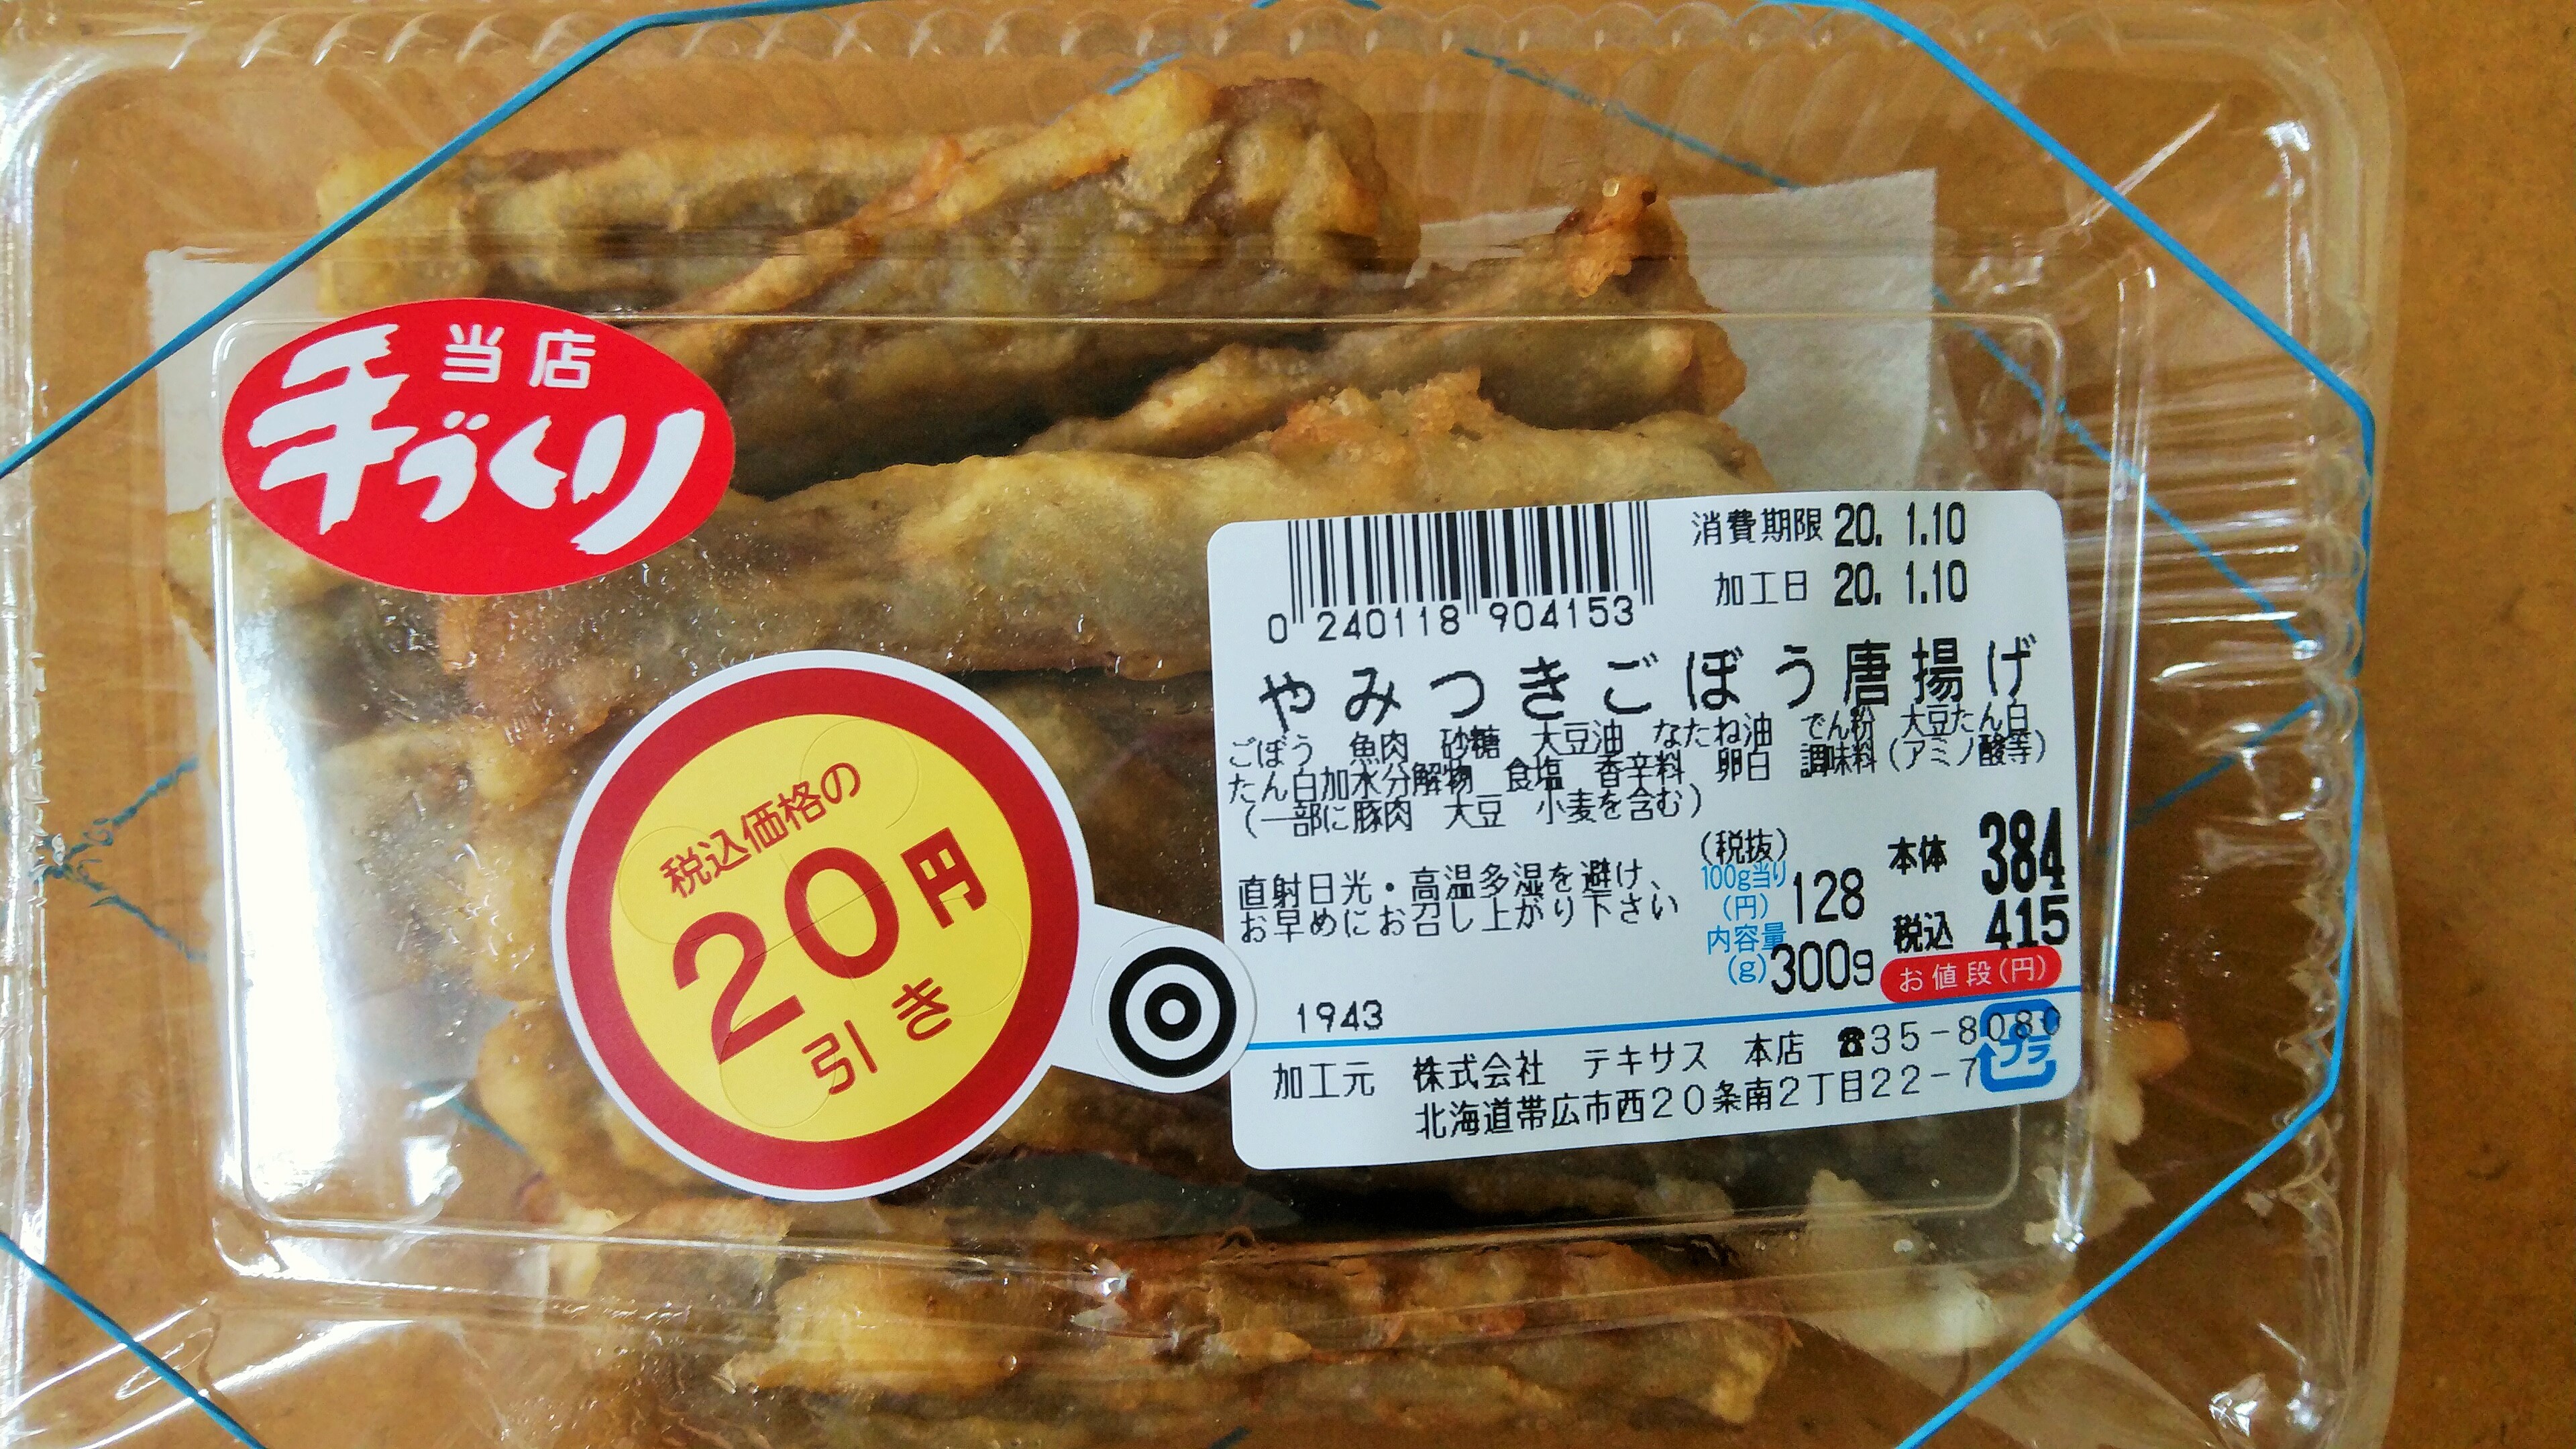 当店
手づくり
税込価格の
20円
引き
消費期限 20. 1.10
加工日 20. 1.10
0 240118 904153
やみつきごぼう唐揚げ
ごぼう 魚肉 砂糖 大豆油 なたね油 でん粉 大豆たん白
たん白加水分解物 食塩 香辛料 卵白 調味料(アミノ酸等)
(一部に豚肉 大豆 小麦を含む)
直射日光・高温多湿を避け、
お早めにお召し上がり下さい
(税抜)
100g当り
(円) 128
内容量
(g) 300g
本体 384
税込 415
お値段(円)
1943
加工元 株式会社 テキサス 本店 ☎35-8080
北海道帯広市西20条南2丁目22-7
プラ